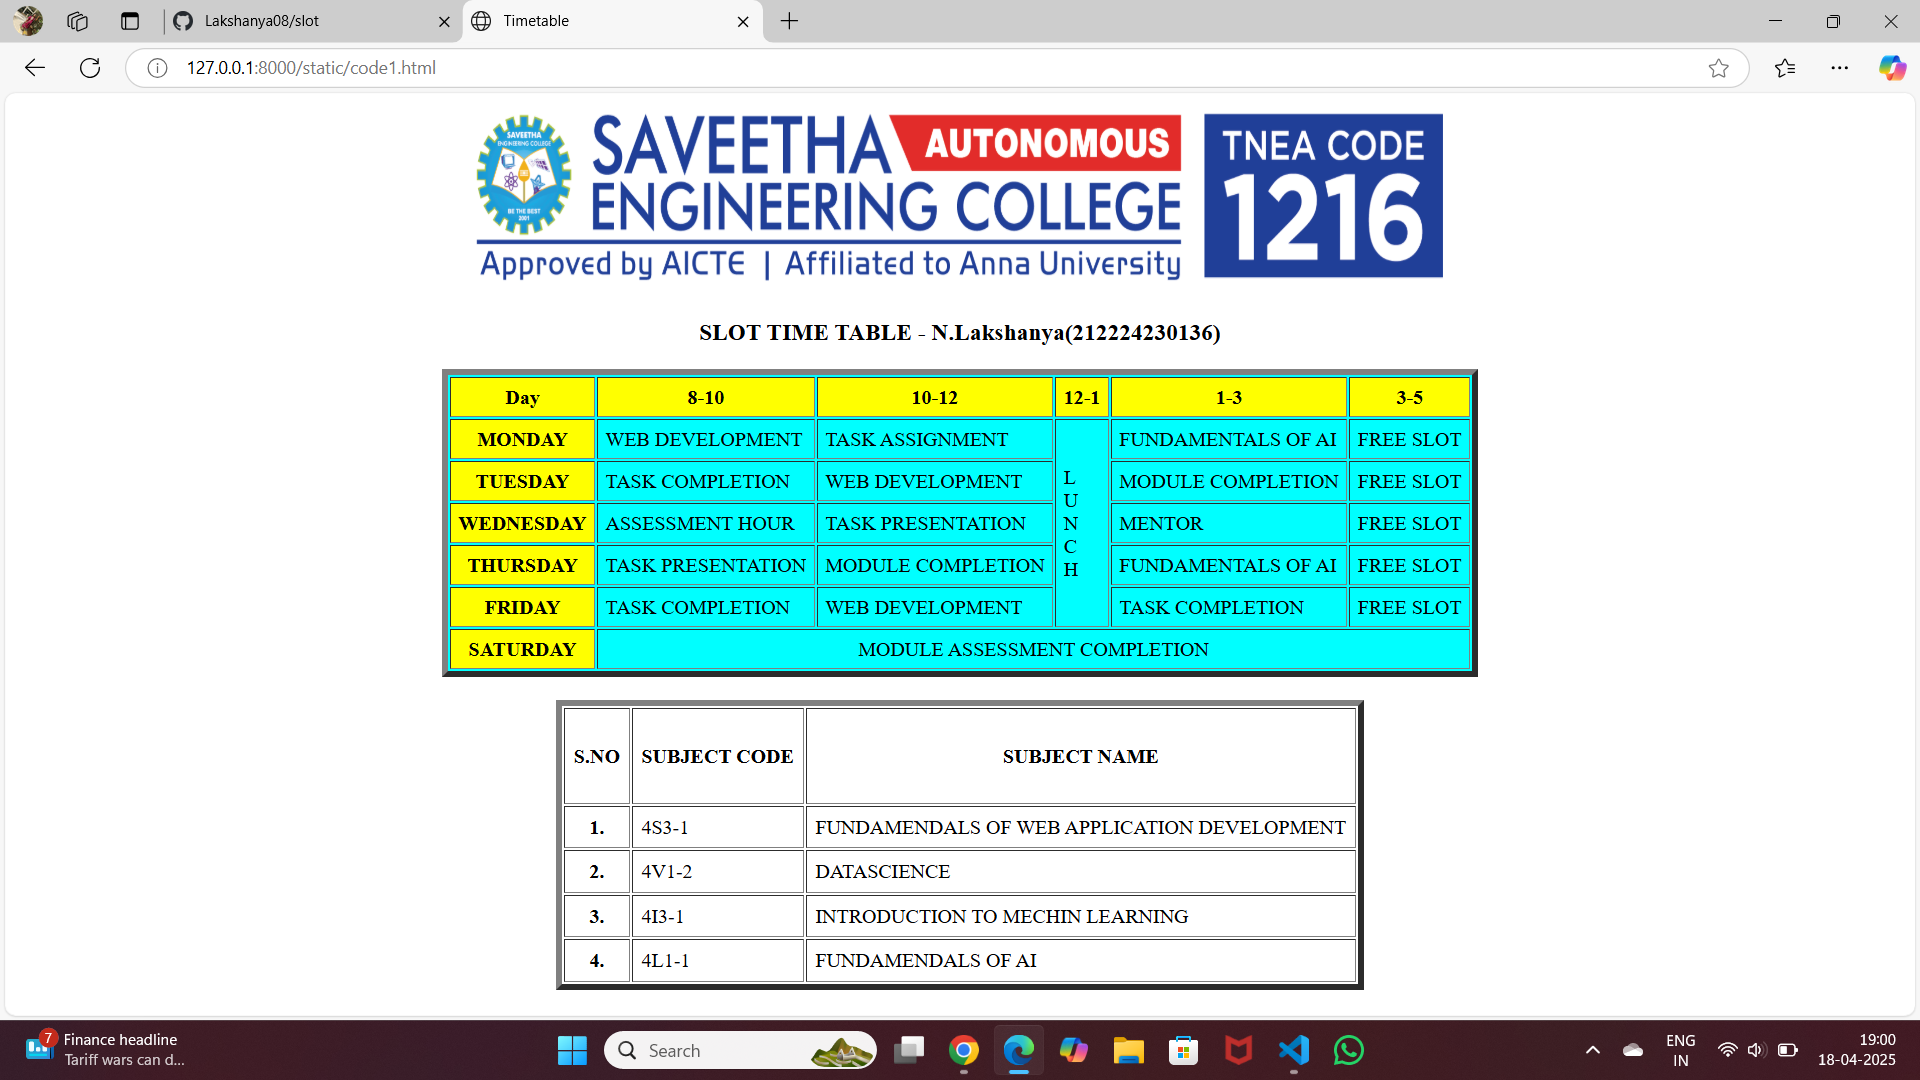 Lakshanya08/slot
Timetable
127.0.0.1:8000/static/code1.html
SAVEETHA
ENGINEERING COLLEGE
BE THE BEST
2001
SAVEETHA AUTONOMOUS
ENGINEERING COLLEGE
Approved by AICTE | Affiliated to Anna University
TNEA CODE
1216
SLOT TIME TABLE - N.Lakshanya(212224230136)
Day 8-10 10-12 12-1 1-3 3-5
MONDAY WEB DEVELOPMENT TASK ASSIGNMENT FUNDAMENTALS OF AI FREE SLOT
TUESDAY TASK COMPLETION WEB DEVELOPMENT MODULE COMPLETION FREE SLOT
WEDNESDAY ASSESSMENT HOUR TASK PRESENTATION MENTOR FREE SLOT
THURSDAY TASK PRESENTATION MODULE COMPLETION FUNDAMENTALS OF AI FREE SLOT
FRIDAY TASK COMPLETION WEB DEVELOPMENT TASK COMPLETION FREE SLOT
L
U
N
C
H
SATURDAY MODULE ASSESSMENT COMPLETION
S.NO SUBJECT CODE SUBJECT NAME
1. 4S3-1 FUNDAMENDALS OF WEB APPLICATION DEVELOPMENT
2. 4V1-2 DATASCIENCE
3. 4I3-1 INTRODUCTION TO MECHIN LEARNING
4. 4L1-1 FUNDAMENDALS OF AI
7
Finance headline
Tariff wars can d...
Search
ENG
IN
19:00
18-04-2025